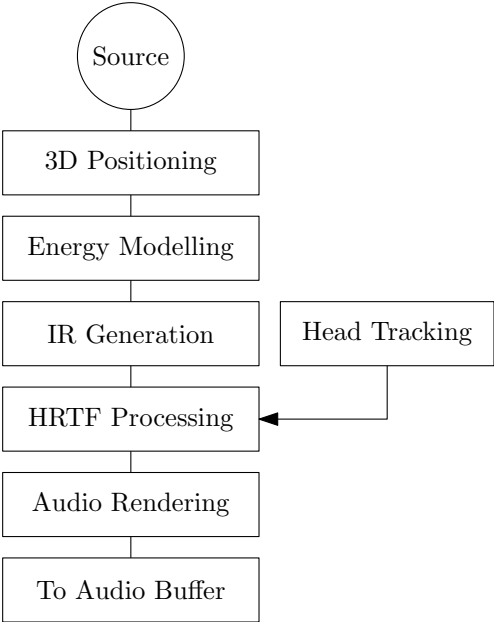 Source
3D Positioning
Energy Modelling
IR Generation
Head Tracking
HRTF Processing
Audio Rendering
To Audio Buffer